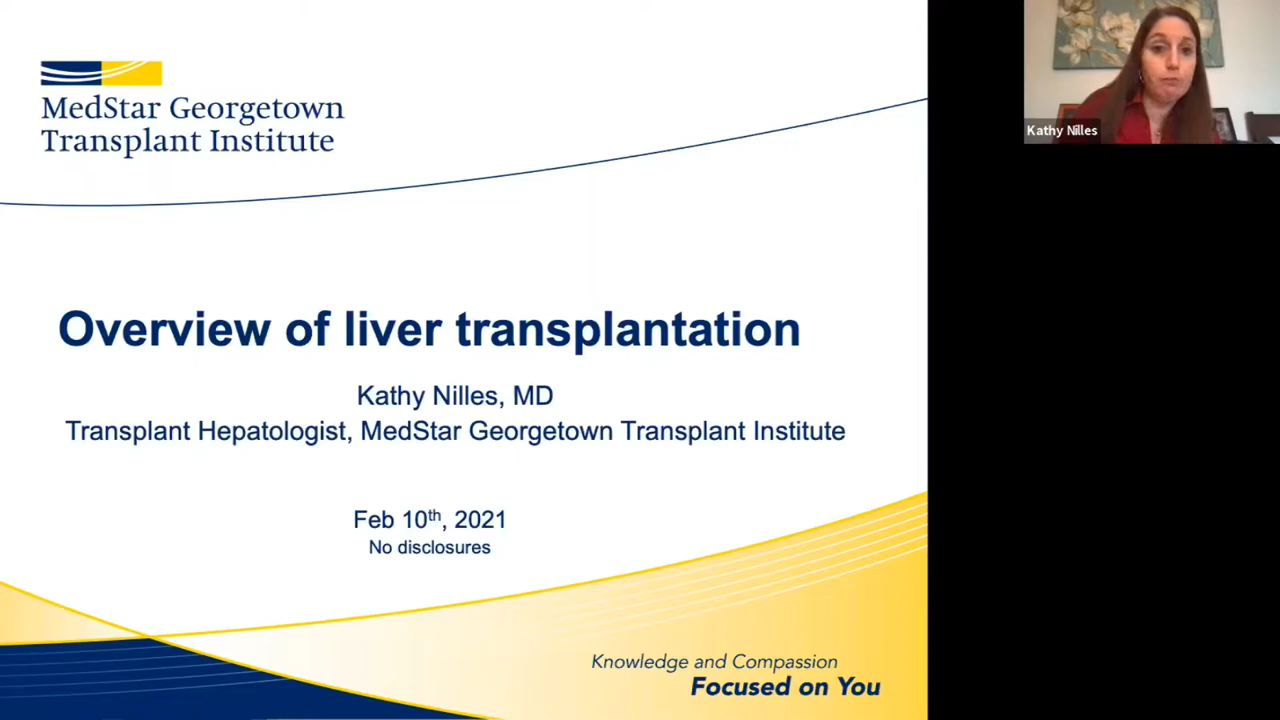 MedStar Georgetown
Transplant Institute
Kathy Nilles
Overview of liver transplantation
Kathy Nilles, MD
Transplant Hepatologist, MedStar Georgetown Transplant Institute
Feb 10th, 2021
No disclosures
Knowledge and Compassion
Focused on You